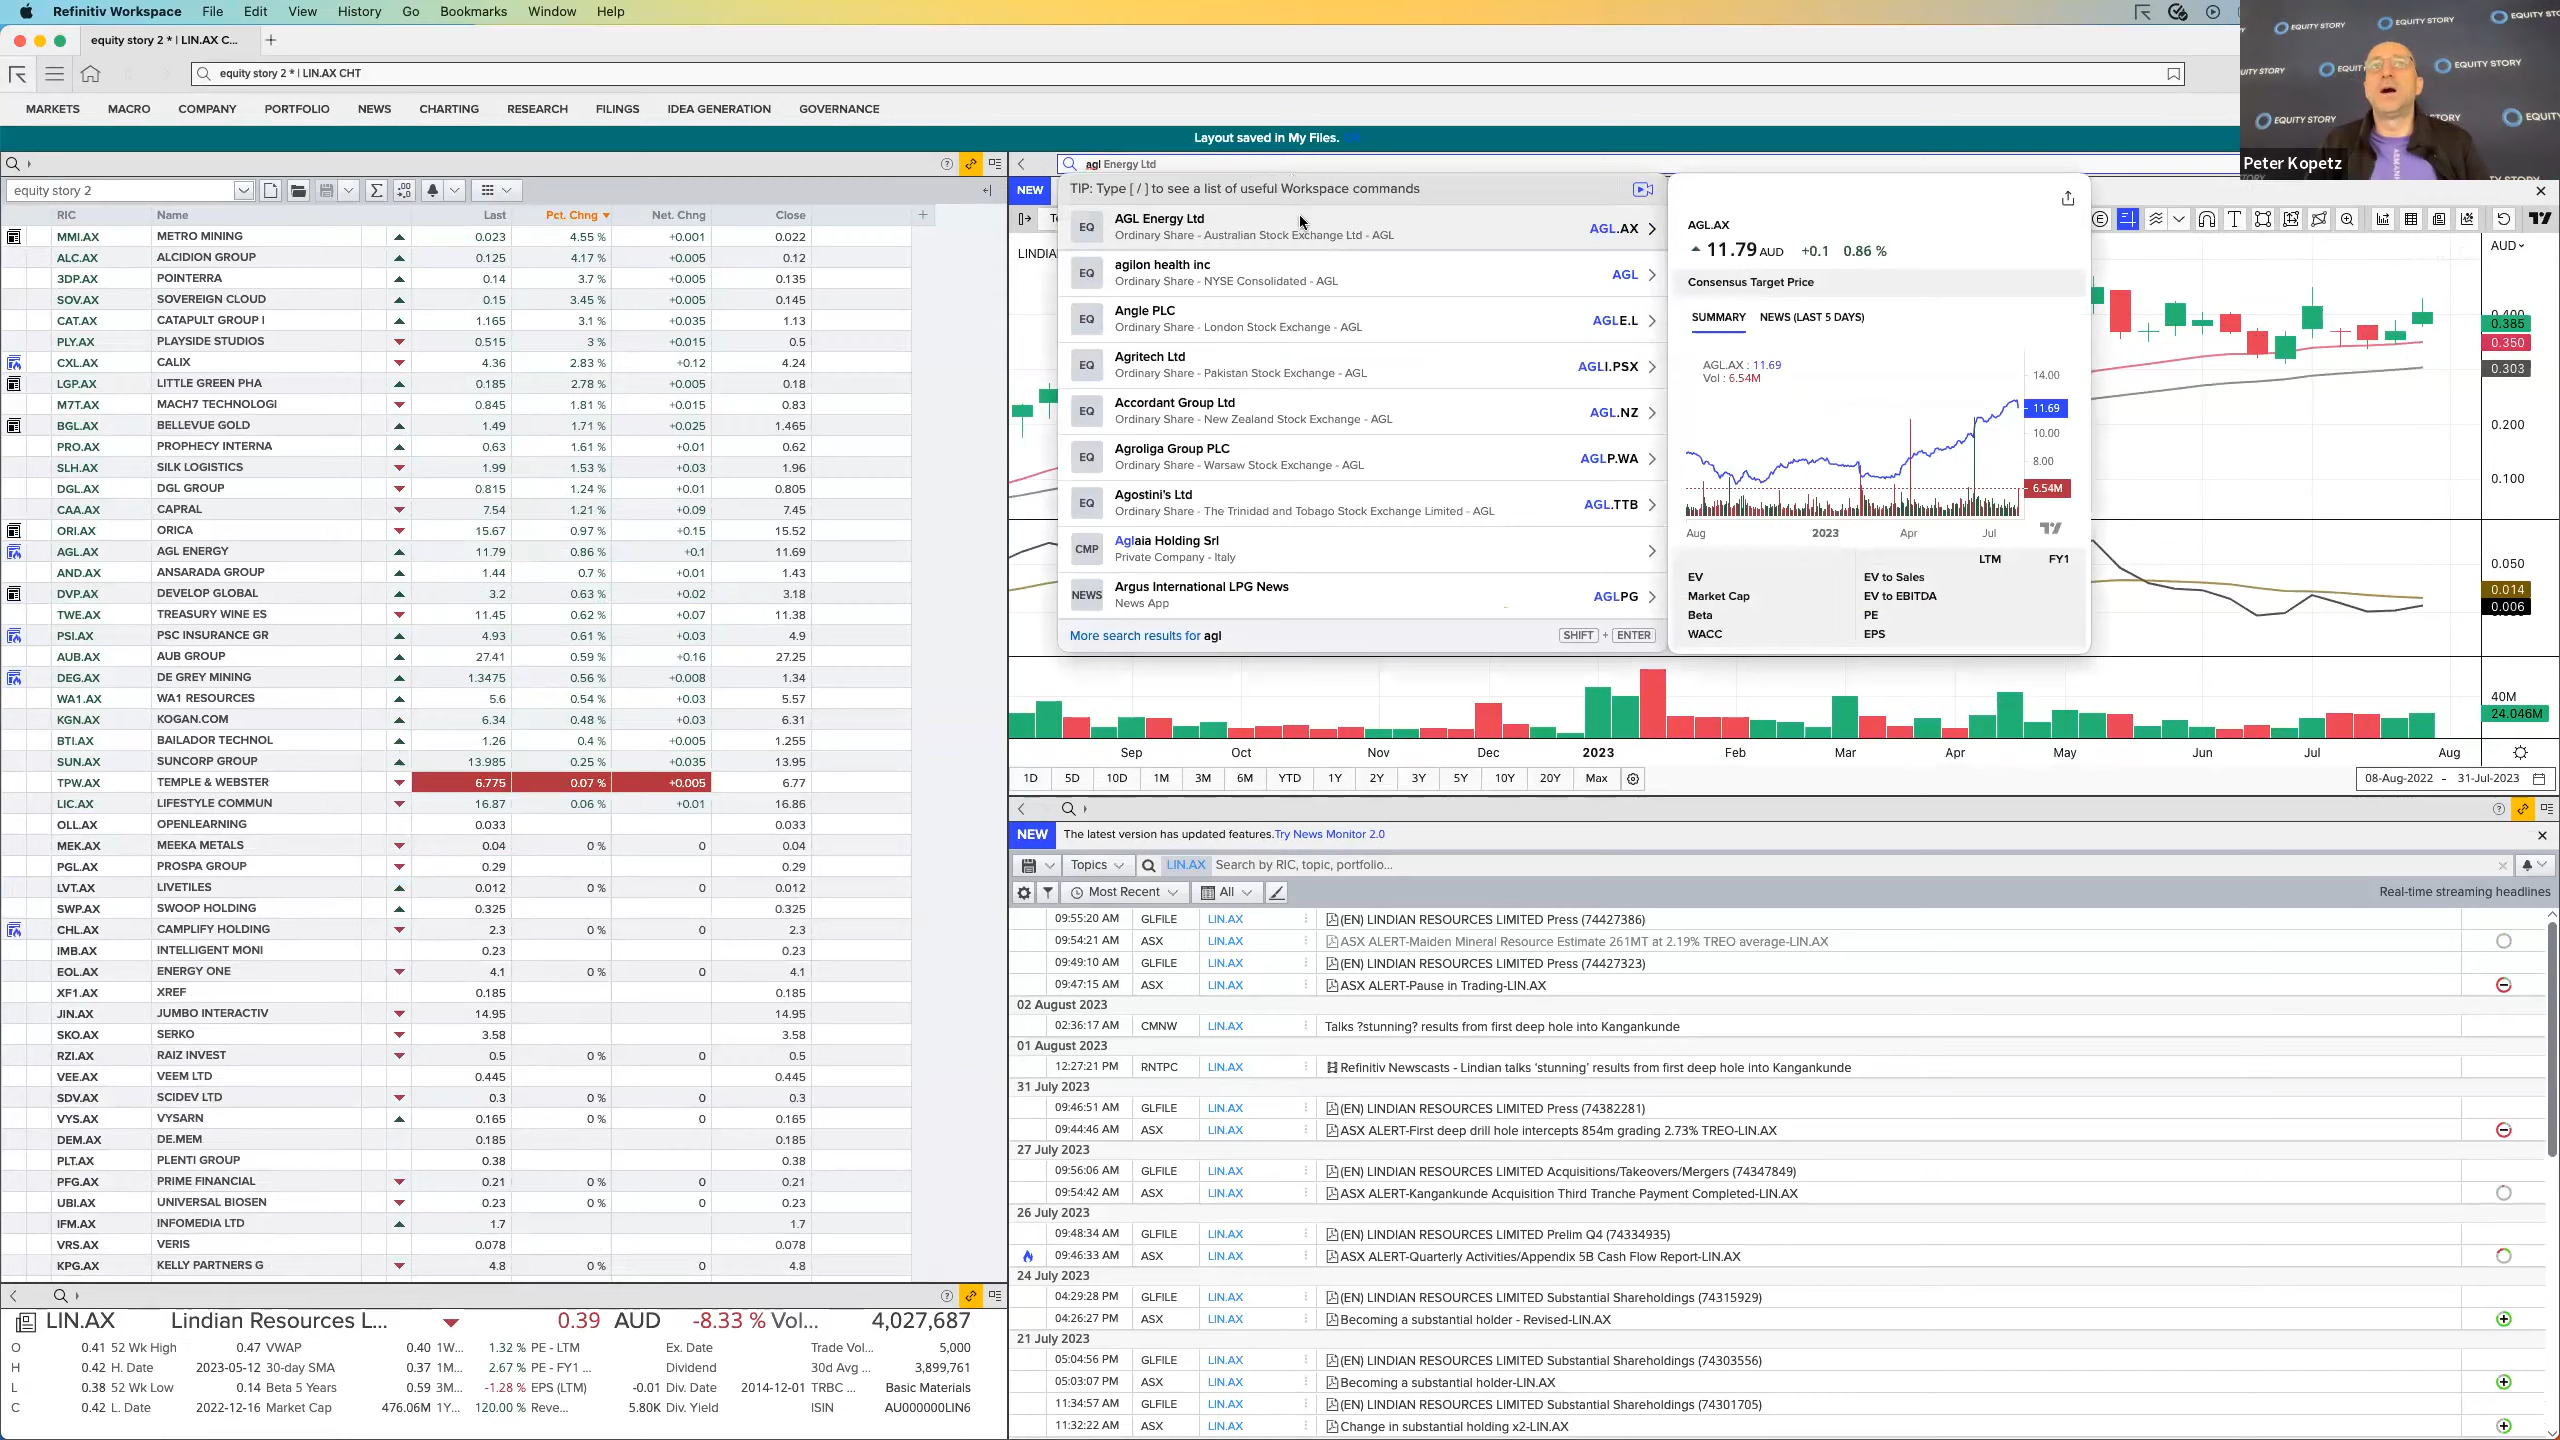 Refinitiv Workspace File Edit View History Go Bookmarks Window Help
equity story 2 * | LIN.AX C...
equity story 2 * | LIN.AX CHT
MARKETS MACRO COMPANY PORTFOLIO NEWS CHARTING RESEARCH FILINGS IDEA GENERATION GOVERNANCE
Layout saved in My Files.
EQUITY STORY
EQUITY STORY
EQUITY STORY
EQUITY STORY
Peter Kopetz
equity story 2
RIC Name Last Pct. Chng Net. Chng Close
MMI.AX METRO MINING 0.023 4.55 % +0.001 0.022
ALC.AX ALCIDION GROUP 0.125 4.17 % +0.005 0.12
3DP.AX POINTERRA 0.14 3.7 % +0.005 0.135
SOV.AX SOVEREIGN CLOUD 0.15 3.45 % +0.005 0.145
CAT.AX CATAPULT GROUP I 1.165 3.1 % +0.035 1.13
PLY.AX PLAYSIDE STUDIOS 0.515 3 % +0.015 0.5
CXL.AX CALIX 4.36 2.83 % +0.12 4.24
LGP.AX LITTLE GREEN PHA 0.185 2.78 % +0.005 0.18
M7T.AX MACH7 TECHNOLOGI 0.845 1.81 % +0.015 0.83
BGL.AX BELLEVUE GOLD 1.49 1.71 % +0.025 1.465
PRO.AX PROPHECY INTERNA 0.63 1.61 % +0.01 0.62
SLH.AX SILK LOGISTICS 1.99 1.53 % +0.03 1.96
DGL.AX DGL GROUP 0.815 1.24 % +0.01 0.805
CAA.AX CAPRAL 7.54 1.21 % +0.09 7.45
ORI.AX ORICA 15.67 0.97 % +0.15 15.52
AGL.AX AGL ENERGY 11.79 0.86 % +0.1 11.69
AND.AX ANSARADA GROUP 1.44 0.7 % +0.01 1.43
DVP.AX DEVELOP GLOBAL 3.2 0.63 % +0.02 3.18
TWE.AX TREASURY WINE ES 11.45 0.62 % +0.07 11.38
PSI.AX PSC INSURANCE GR 4.93 0.61 % +0.03 4.9
AUB.AX AUB GROUP 27.41 0.59 % +0.16 27.25
DEG.AX DE GREY MINING 1.3475 0.56 % +0.008 1.34
WA1.AX WA1 RESOURCES 5.6 0.54 % +0.03 5.57
KGN.AX KOGAN.COM 6.34 0.48 % +0.03 6.31
BTI.AX BAILADOR TECHNOL 1.26 0.4 % +0.005 1.255
SUN.AX SUNCORP GROUP 13.985 0.25 % +0.035 13.95
TPW.AX TEMPLE & WEBSTER 6.775 0.07 % +0.005 6.77
LIC.AX LIFESTYLE COMMUN 16.87 0.06 % +0.01 16.86
OLL.AX OPENLEARNING 0.033 0.033
MEK.AX MEEKA METALS 0.04 0 % 0 0.04
PGL.AX PROSPA GROUP 0.29 0.29
LVT.AX LIVETILES 0.012 0 % 0 0.012
SWP.AX SWOOP HOLDING 0.325 0.325
CHL.AX CAMPLIFY HOLDING 2.3 0 % 0 2.3
IMB.AX INTELLIGENT MONI 0.23 0.23
EOL.AX ENERGY ONE 4.1 0 % 0 4.1
XF1.AX XREF 0.185 0.185
JIN.AX JUMBO INTERACTIV 14.95 14.95
SKO.AX SERKO 3.58 3.58
RZI.AX RAIZ INVEST 0.5 0 % 0 0.5
VEE.AX VEEM LTD 0.445 0.445
SDV.AX SCIDEV LTD 0.3 0 % 0 0.3
VYS.AX VYSARN 0.165 0 % 0 0.165
DEM.AX DE.MEM 0.185 0.185
PLT.AX PLENTI GROUP 0.38 0.38
PFG.AX PRIME FINANCIAL 0.21 0 % 0 0.21
UBI.AX UNIVERSAL BIOSEN 0.23 0 % 0 0.23
IFM.AX INFOMEDIA LTD 1.7 1.7
VRS.AX VERIS 0.078 0.078
KPG.AX KELLY PARTNERS G 4.8 0 % 0 4.8
LIN.AX Lindian Resources L... 0.39 AUD -8.33 % Vol... 4,027,687
O 0.41 52 Wk High 0.47 VWAP 0.40 1W... 1.32 % PE - LTM Ex. Date Trade Vol... 5,000
H 0.42 H. Date 2023-05-12 30-day SMA 0.37 1M... 2.67 % PE - FY1 ... Dividend 30d Avg ... 3,899,761
L 0.38 52 Wk Low 0.14 Beta 5 Years 0.59 3M... -1.28 % EPS (LTM) -0.01 Div. Date 2014-12-01 TRBC ... Basic Materials
C 0.42 L. Date 2022-12-16 Market Cap 476.06M 1Y... 120.00 % Reve... 5.80K Div. Yield ISIN AU000000LIN6
agl Energy Ltd
NEW
LINDIA
TIP: Type [ / ] to see a list of useful Workspace commands
EQ AGL Energy Ltd AGL.AX
Ordinary Share - Australian Stock Exchange Ltd - AGL
EQ agilon health inc AGL
Ordinary Share - NYSE Consolidated - AGL
EQ Angle PLC AGLE.L
Ordinary Share - London Stock Exchange - AGL
EQ Agritech Ltd AGLI.PSX
Ordinary Share - Pakistan Stock Exchange - AGL
EQ Accordant Group Ltd AGL.NZ
Ordinary Share - New Zealand Stock Exchange - AGL
EQ Agroliga Group PLC AGLP.WA
Ordinary Share - Warsaw Stock Exchange - AGL
EQ Agostini's Ltd AGL.TTB
Ordinary Share - The Trinidad and Tobago Stock Exchange Limited - AGL
CMP Aglaia Holding Srl
Private Company - Italy
NEWS Argus International LPG News AGLPG
News App
More search results for agl SHIFT + ENTER
AGL.AX
11.79 AUD +0.1 0.86 %
Consensus Target Price
SUMMARY NEWS (LAST 5 DAYS)
AGL.AX : 11.69
Vol : 6.54M
14.00
11.69
10.00
8.00
6.54M
Aug 2023 Apr Jul
LTM FY1
EV EV to Sales
Market Cap EV to EBITDA
Beta PE
WACC EPS
AUD
0.400
0.385
0.350
0.303
0.200
0.100
0.050
0.014
0.006
40M
24.046M
Sep Oct Nov Dec 2023 Feb Mar Apr May Jun Jul Aug
1D 5D 10D 1M 3M 6M YTD 1Y 2Y 3Y 5Y 10Y 20Y Max 08-Aug-2022 - 31-Jul-2023
NEW The latest version has updated features.Try News Monitor 2.0
Topics LIN.AX Search by RIC, topic, portfolio...
Most Recent All Real-time streaming headlines
09:55:20 AM GLFILE LIN.AX (EN) LINDIAN RESOURCES LIMITED Press (74427386)
09:54:21 AM ASX LIN.AX ASX ALERT-Maiden Mineral Resource Estimate 261MT at 2.19% TREO average-LIN.AX
09:49:10 AM GLFILE LIN.AX (EN) LINDIAN RESOURCES LIMITED Press (74427323)
09:47:15 AM ASX LIN.AX ASX ALERT-Pause in Trading-LIN.AX
02 August 2023
02:36:17 AM CMNW LIN.AX Talks ?stunning? results from first deep hole into Kangankunde
01 August 2023
12:27:21 PM RNTPC LIN.AX Refinitiv Newscasts - Lindian talks 'stunning' results from first deep hole into Kangankunde
31 July 2023
09:46:51 AM GLFILE LIN.AX (EN) LINDIAN RESOURCES LIMITED Press (74382281)
09:44:46 AM ASX LIN.AX ASX ALERT-First deep drill hole intercepts 854m grading 2.73% TREO-LIN.AX
27 July 2023
09:56:06 AM GLFILE LIN.AX (EN) LINDIAN RESOURCES LIMITED Acquisitions/Takeovers/Mergers (74347849)
09:54:42 AM ASX LIN.AX ASX ALERT-Kangankunde Acquisition Third Tranche Payment Completed-LIN.AX
26 July 2023
09:48:34 AM GLFILE LIN.AX (EN) LINDIAN RESOURCES LIMITED Prelim Q4 (74334935)
09:46:33 AM ASX LIN.AX ASX ALERT-Quarterly Activities/Appendix 5B Cash Flow Report-LIN.AX
24 July 2023
04:29:28 PM GLFILE LIN.AX (EN) LINDIAN RESOURCES LIMITED Substantial Shareholdings (74315929)
04:26:27 PM ASX LIN.AX Becoming a substantial holder - Revised-LIN.AX
21 July 2023
05:04:56 PM GLFILE LIN.AX (EN) LINDIAN RESOURCES LIMITED Substantial Shareholdings (74303556)
05:03:07 PM ASX LIN.AX Becoming a substantial holder-LIN.AX
11:34:57 AM GLFILE LIN.AX (EN) LINDIAN RESOURCES LIMITED Substantial Shareholdings (74301705)
11:32:22 AM ASX LIN.AX Change in substantial holding x2-LIN.AX